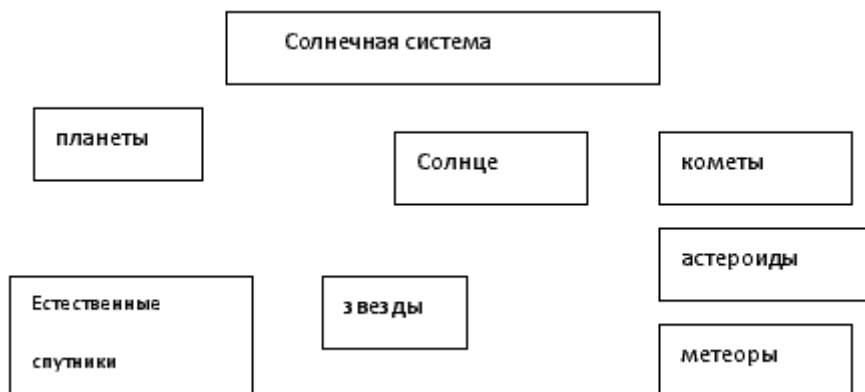 Солнечная система
планеты
Солнце
кометы
астероиды
Естественные
спутники
звезды
метеоры